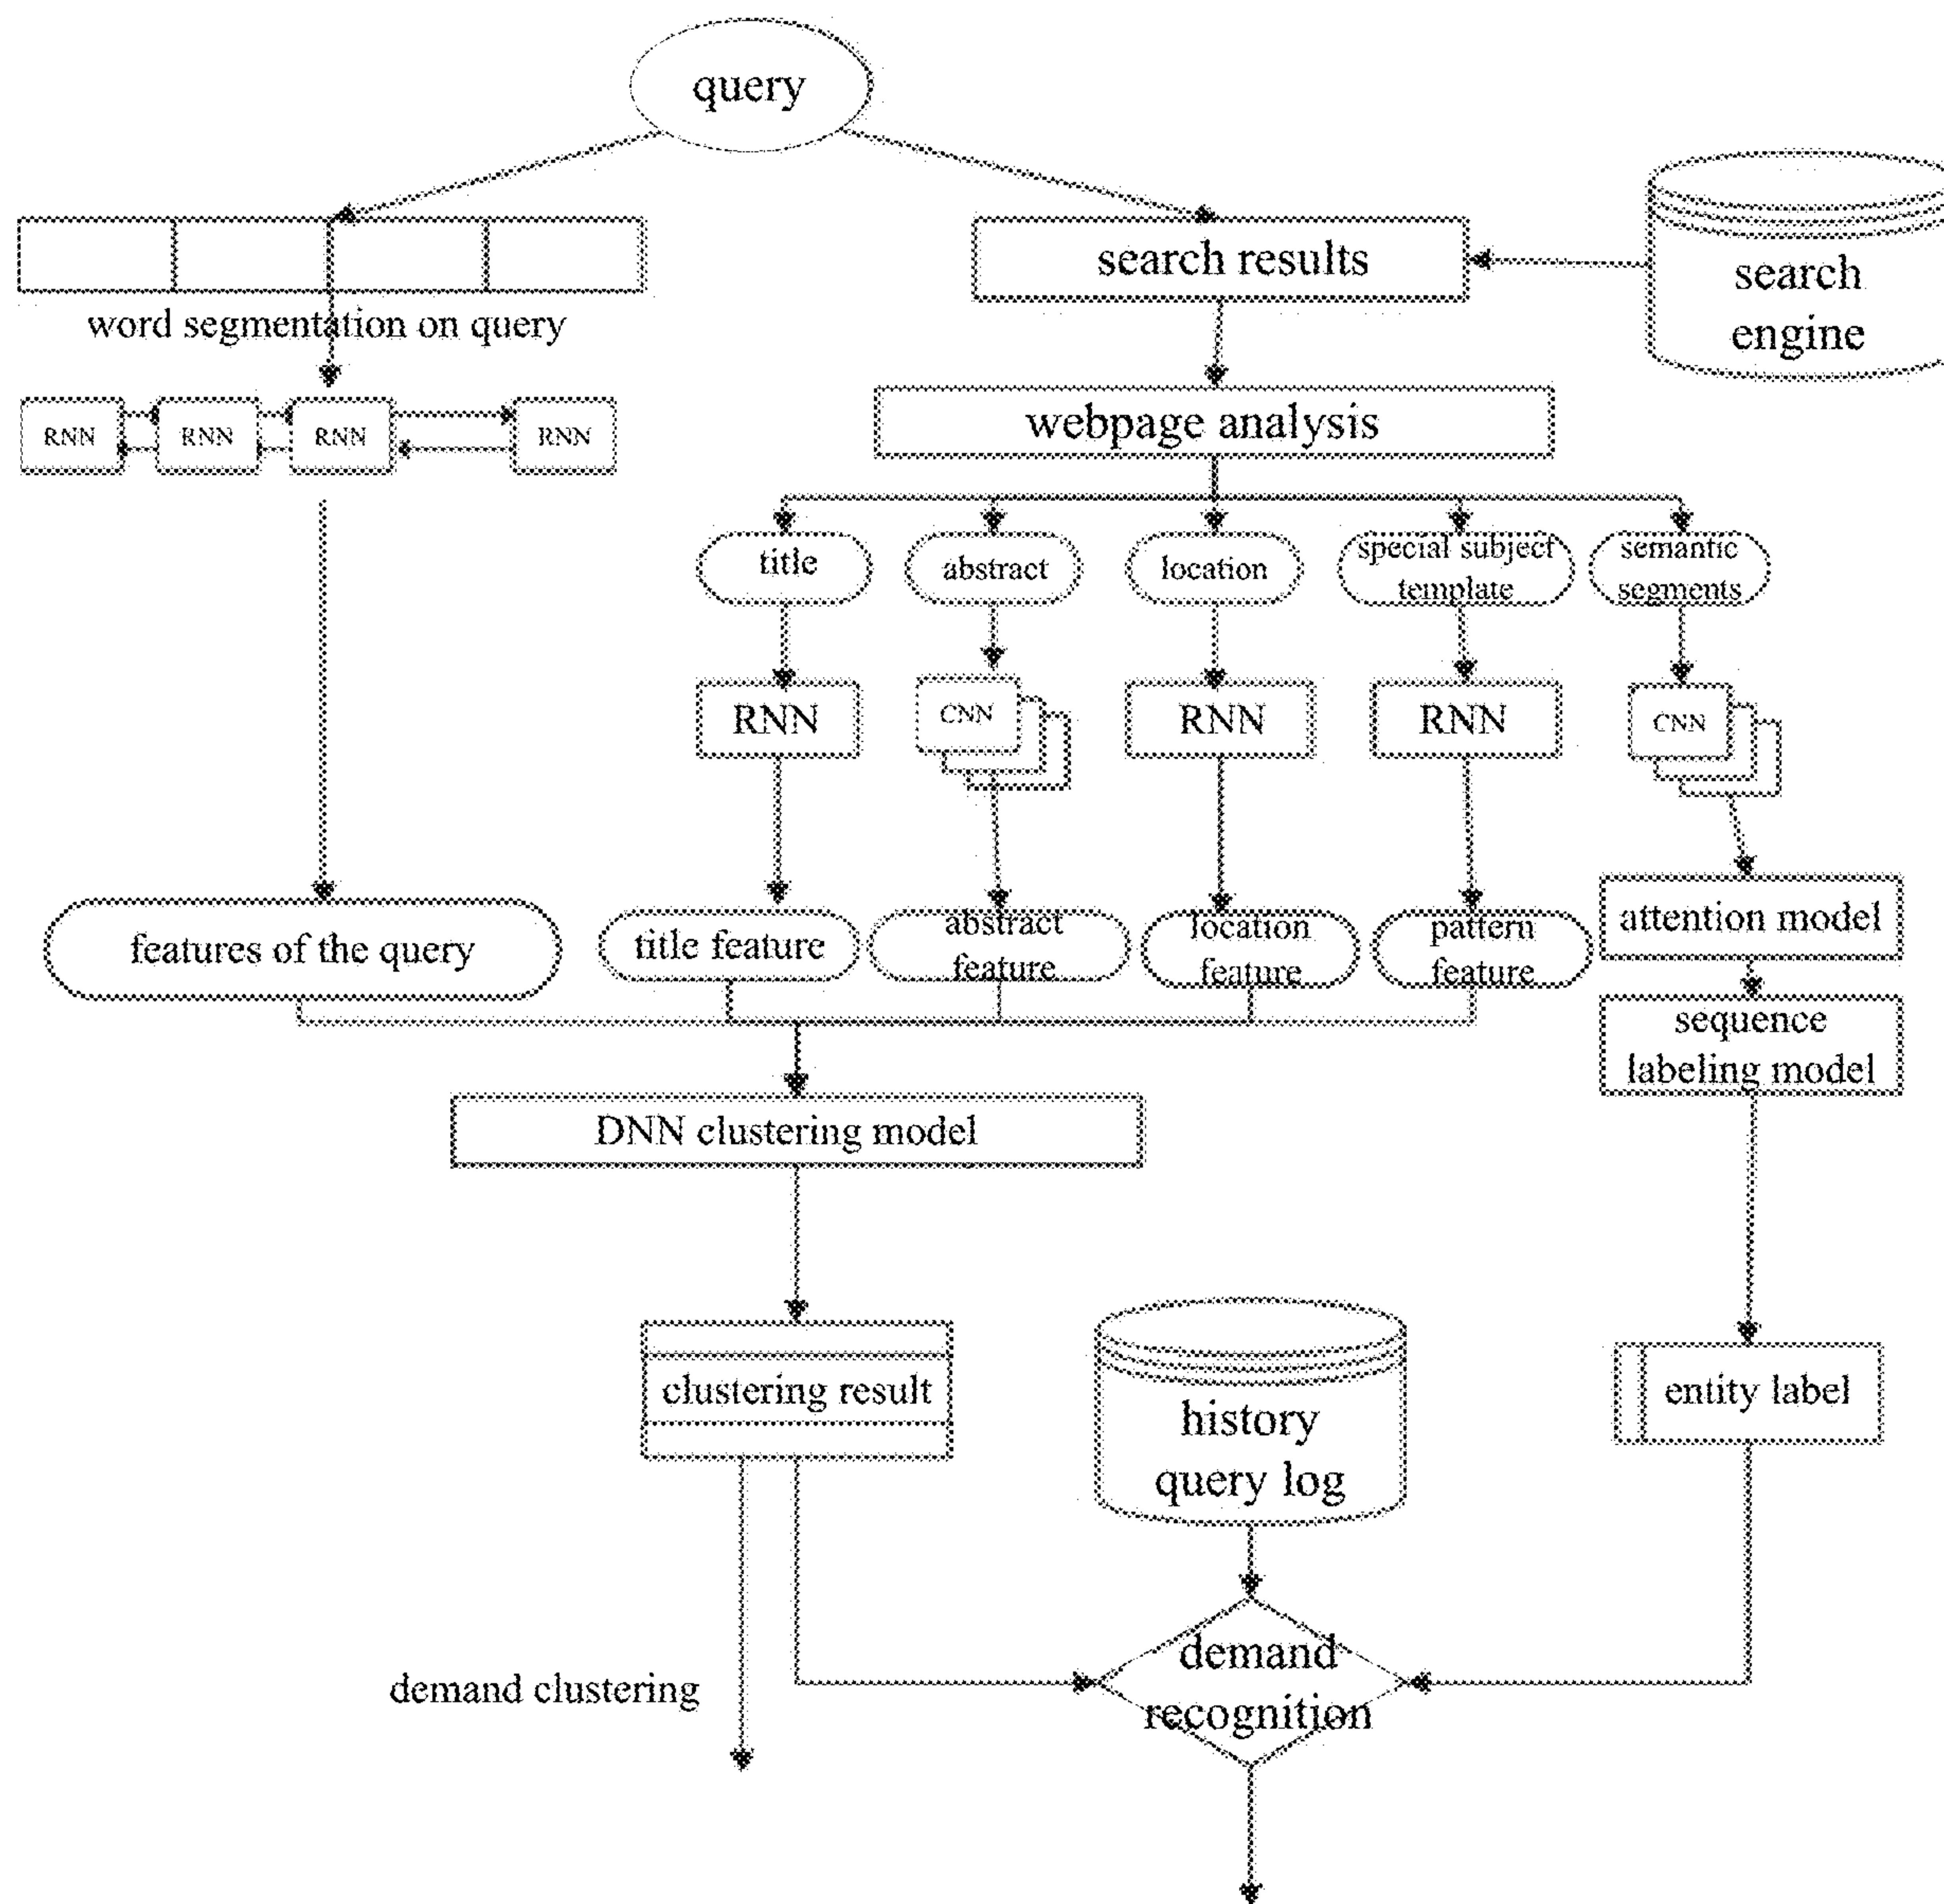 query
search results
search
engine
word segmentation on query
webpage analysis
RNN
RNN
RNN
RNN
title
abstract
location
special subject
template
semantic
segments
RNN
CNN
RNN
RNN
CNN
features of the query
title feature
abstract
feature
location
feature
pattern
feature
attention model
sequence
labeling model
DNN clustering model
clustering result
history
query log
entity label
demand clustering
demand
recognition